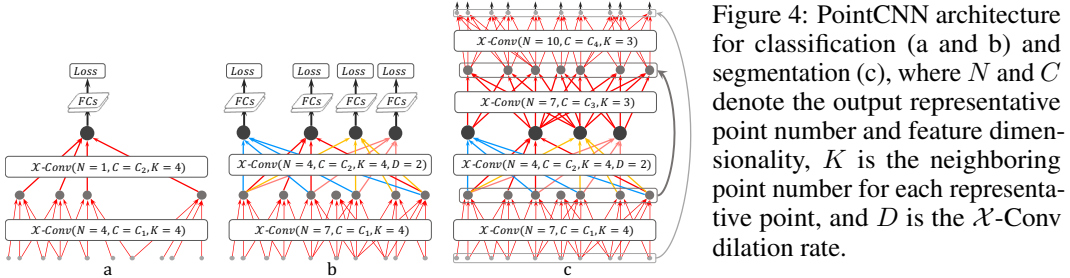 Loss
FCs
𝒳-Conv(N = 1, C = C₂, K = 4)
𝒳-Conv(N = 4, C = C₁, K = 4)
a
Loss Loss Loss Loss
FCs FCs FCs FCs
𝒳-Conv(N = 4, C = C₂, K = 4, D = 2)
𝒳-Conv(N = 7, C = C₁, K = 4)
b
𝒳-Conv(N = 10, C = C₄, K = 3)
𝒳-Conv(N = 7, C = C₃, K = 3)
𝒳-Conv(N = 4, C = C₂, K = 4, D = 2)
𝒳-Conv(N = 7, C = C₁, K = 4)
c
Figure 4: PointCNN architecture
for classification (a and b) and
segmentation (c), where N and C
denote the output representative
point number and feature dimen-
sionality, K is the neighboring
point number for each representa-
tive point, and D is the 𝒳-Conv
dilation rate.